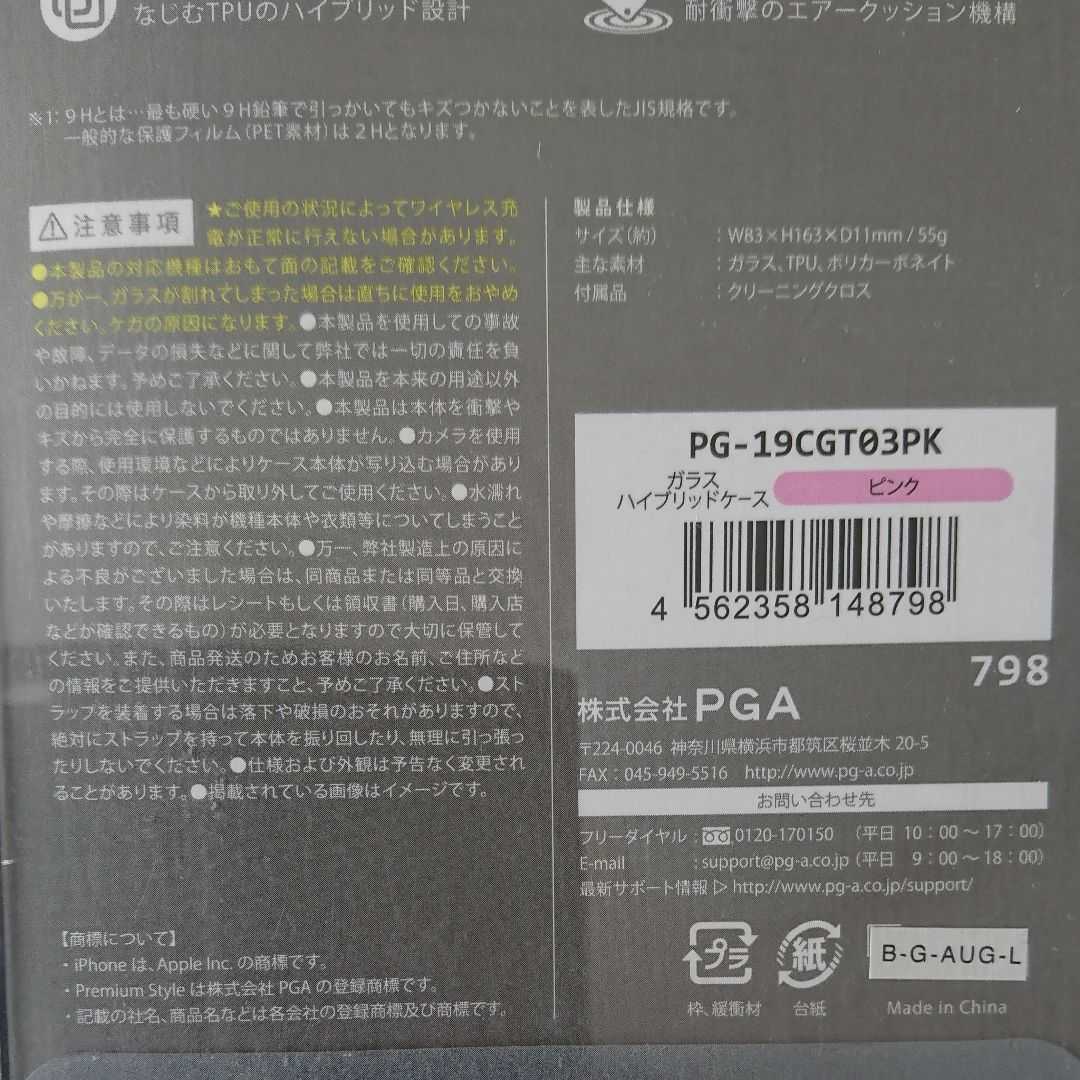 なじむTPUのハイブリッド設計
耐衝撃のエアークッション機構
※1:９Hとは…最も硬い９H鉛筆で引っかいてもキズつかないことを表したJIS規格です。
一般的な保護フィルム（PET素材）は２Hとなります。
注意事項
★ご使用の状況によってワイヤレス充
電が正常に行えない場合があります。
●本製品の対応機種はおもて面の記載をご確認ください。
●万が一、ガラスが割れてしまった場合は直ちに使用をおやめ
ください。ケガの原因になります。●本製品を使用しての事故
や故障、データの損失などに関して弊社では一切の責任を負
いかねます。予めご了承ください。●本製品を本来の用途以外
の目的には使用しないでください。●本製品は本体を衝撃や
キズから完全に保護するものではありません。●カメラを使用
する際、使用環境などによりケース本体が写り込む場合があり
ます。その際はケースから取り外してご使用ください。●水濡れ
や摩擦などにより染料が機種本体や衣類等についてしまうこと
がありますので、ご注意ください。●万一、弊社製造上の原因に
よる不良がございました場合は、同商品または同等品と交換
いたします。その際はレシートもしくは領収書（購入日、購入店
などか確認できるもの）が必要となりますので大切に保管して
ください。また、商品発送のためお客様のお名前、ご住所など
の情報をご提供いただきますこと、予めご了承ください。●スト
ラップを装着する場合は落下や破損のおそれがありますので、
絶対にストラップを持って本体を振り回したり、無理に引っ張っ
たりしないでください。●仕様および外観は予告なく変更され
ることがあります。●掲載されている画像はイメージです。
【商標について】
・iPhone は、Apple Inc. の商標です。
・Premium Style は株式会社 PGA の登録商標です。
・記載の社名、商品名などは各会社の登録商標及び商標です。
製品仕様
サイズ（約）：W83×H163×D11mm / 55g
主な素材：ガラス、TPU、ポリカーボネイト
付属品：クリーニングクロス
PG-19CGT03PK
ガラス
ハイブリッドケース
ピンク
4 562358 148798
798
株式会社PGA
〒224-0046 神奈川県横浜市都筑区桜並木 20-5
FAX：045-949-5516 http://www.pg-a.co.jp
お問い合わせ先
フリーダイヤル：0120-170150 （平日 10：00～17：00）
E-mail：support@pg-a.co.jp（平日 9：00～18：00）
最新サポート情報▷http://www.pg-a.co.jp/support/
プラ
紙
枠、緩衝材
台紙
B-G-AUG-L
Made in China